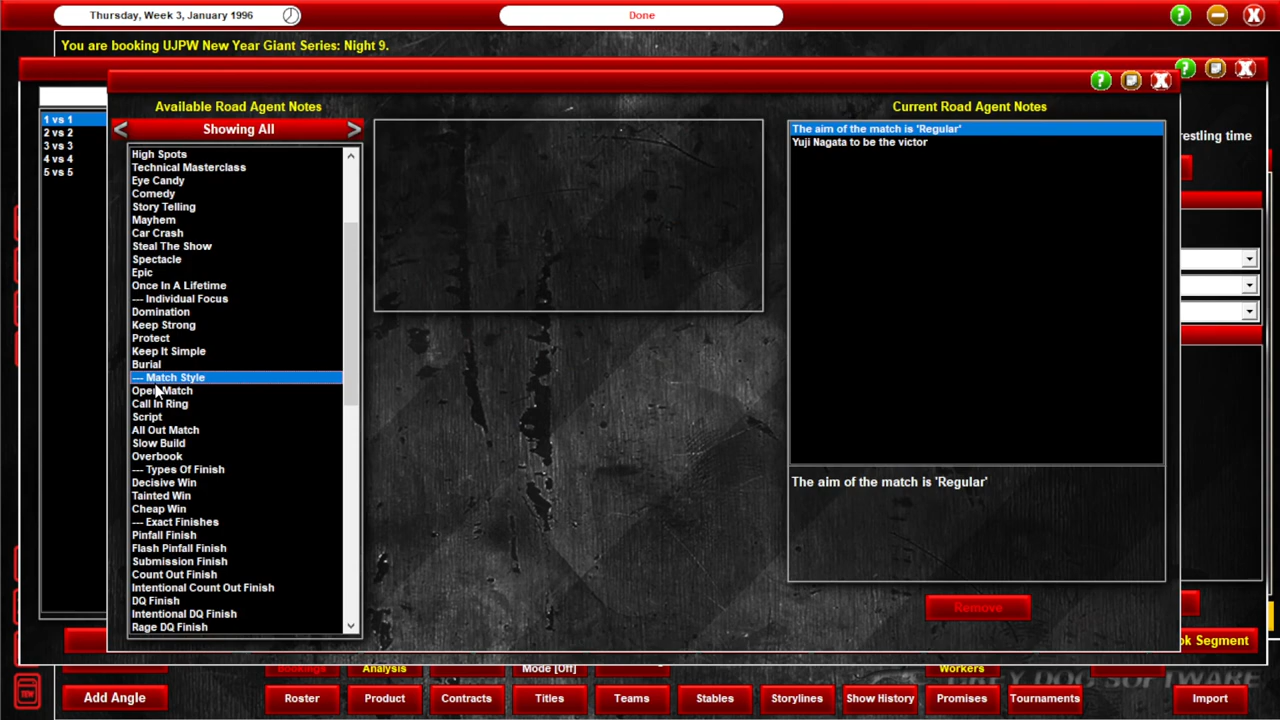 Thursday, Week 3, January 1996
Done
You are booking UJPW New Year Giant Series: Night 9.
Available Road Agent Notes
Showing All
Current Road Agent Notes
1 vs 1
2 vs 2
3 vs 3
4 vs 4
5 vs 5
High Spots
Technical Masterclass
Eye Candy
Comedy
Story Telling
Mayhem
Car Crash
Steal The Show
Spectacle
Epic
Once In A Lifetime
--- Individual Focus
Domination
Keep Strong
Protect
Keep It Simple
Burial
--- Match Style
Open Match
Call In Ring
Script
All Out Match
Slow Build
Overbook
--- Types Of Finish
Decisive Win
Tainted Win
Cheap Win
--- Exact Finishes
Pinfall Finish
Flash Pinfall Finish
Submission Finish
Count Out Finish
Intentional Count Out Finish
DQ Finish
Intentional DQ Finish
Rage DQ Finish
The aim of the match is 'Regular'
Yuji Nagata to be the victor
The aim of the match is 'Regular'
Remove
restling time
ok Segment
Bookings
Analysis
Mode [Off]
Workers
GREY DOG SOFTWARE
Add Angle
Roster
Product
Contracts
Titles
Teams
Stables
Storylines
Show History
Promises
Tournaments
Import